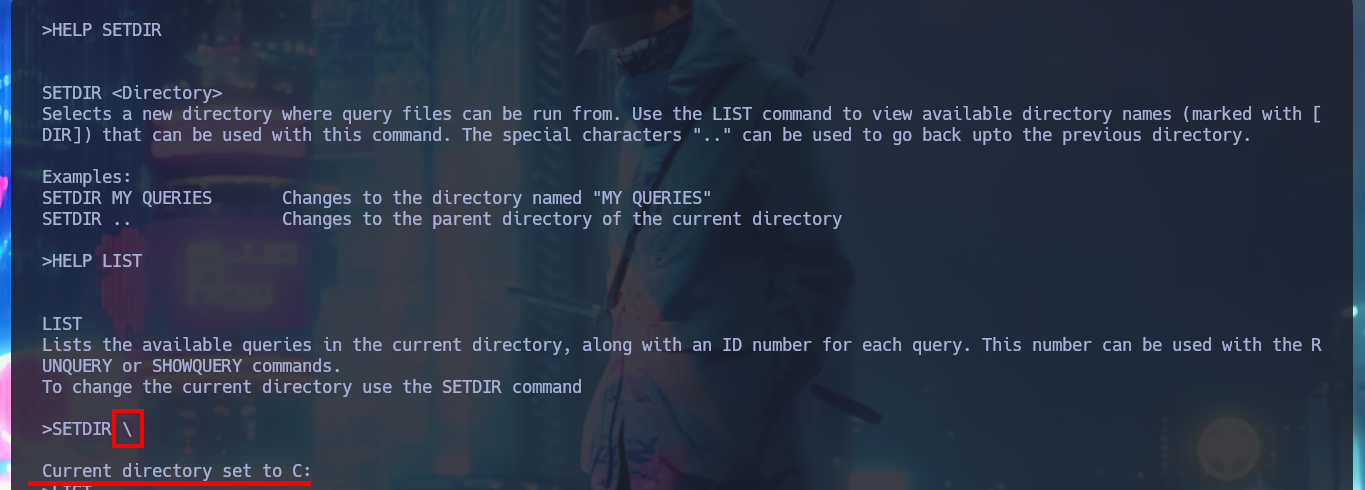 >HELP SETDIR
SETDIR <Directory>
Selects a new directory where query files can be run from. Use the LIST command to view available directory names (marked with [
DIR]) that can be used with this command. The special characters ".." can be used to go back upto the previous directory.
Examples:
SETDIR MY QUERIES       Changes to the directory named "MY QUERIES"
SETDIR ..               Changes to the parent directory of the current directory
>HELP LIST
LIST
Lists the available queries in the current directory, along with an ID number for each query. This number can be used with the R
UNQUERY or SHOWQUERY commands.
To change the current directory use the SETDIR command
>SETDIR \
Current directory set to C:
>LIST